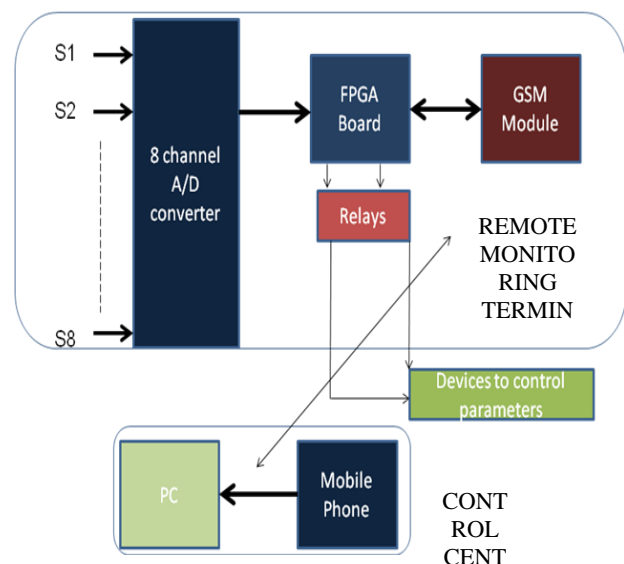 S1
S2
S8
8 channel
A/D
converter
FPGA
Board
GSM
Module
Relays
REMOTE
MONITO
RING
TERMIN
Devices to control
parameters
PC
Mobile
Phone
CONT
ROL
CENT